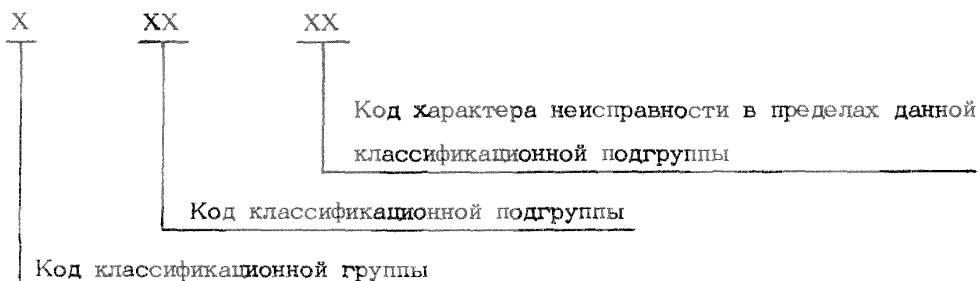 X XX XX
Код характера неисправности в пределах данной
классификационной подгруппы
Код классификационной подгруппы
Код классификационной группы